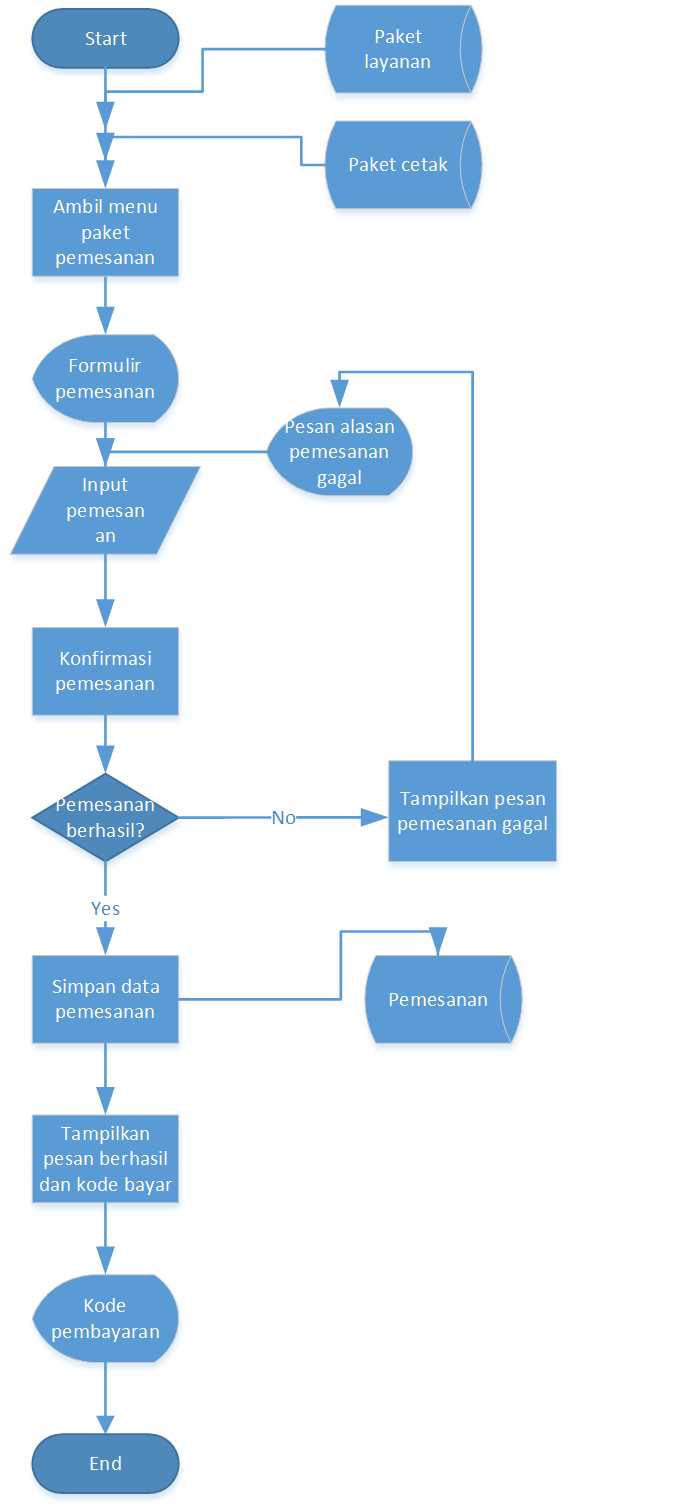 Start
Paket
layanan
Paket cetak
Ambil menu
paket
pemesanan
Formulir
pemesanan
Pesan alasan
pemesanan
gagal
Input
pemesan
an
Konfirmasi
pemesanan
Pemesanan
berhasil?
No
Tampilkan pesan
pemesanan gagal
Yes
Simpan data
pemesanan
Pemesanan
Tampilkan
pesan berhasil
dan kode bayar
Kode
pembayaran
End